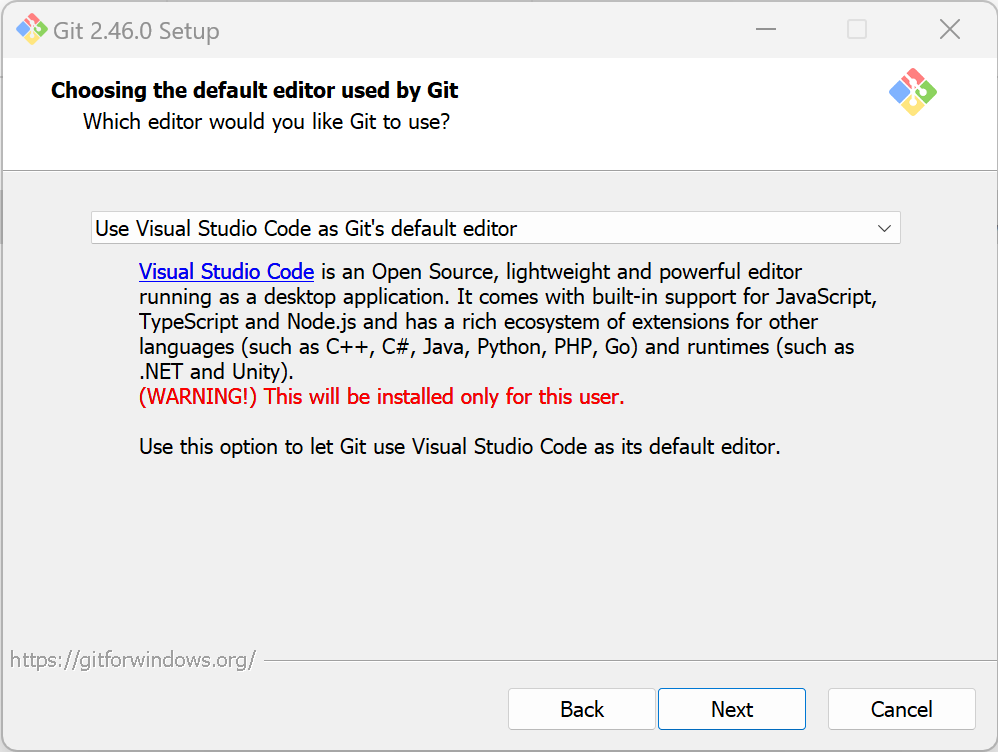 Git 2.46.0 Setup
Choosing the default editor used by Git
Which editor would you like Git to use?
Use Visual Studio Code as Git's default editor
Visual Studio Code is an Open Source, lightweight and powerful editor
running as a desktop application. It comes with built-in support for JavaScript,
TypeScript and Node.js and has a rich ecosystem of extensions for other
languages (such as C++, C#, Java, Python, PHP, Go) and runtimes (such as
.NET and Unity).
(WARNING!) This will be installed only for this user.
Use this option to let Git use Visual Studio Code as its default editor.
https://gitforwindows.org/
Back Next Cancel